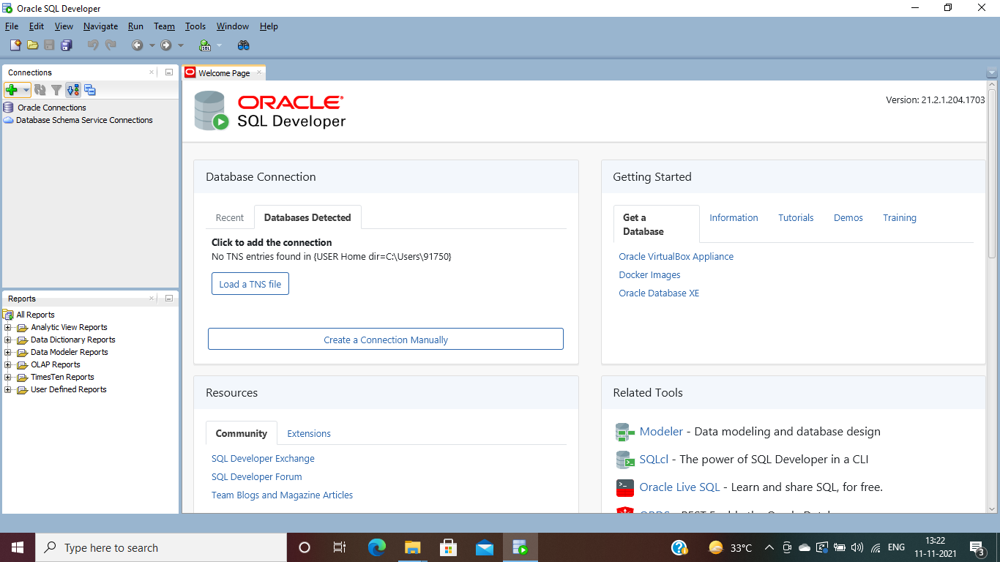 Oracle SQL Developer
File Edit View Navigate Run Team Tools Window Help
SQL
Connections
Oracle Connections
Database Schema Service Connections
Reports
All Reports
Analytic View Reports
Data Dictionary Reports
Data Modeler Reports
OLAP Reports
TimesTen Reports
User Defined Reports
Welcome Page
ORACLE
SQL Developer
Version: 21.2.1.204.1703
Database Connection
Recent Databases Detected
Click to add the connection
No TNS entries found in {USER Home dir=C:\Users\91750}
Load a TNS file
Create a Connection Manually
Getting Started
Get a
Database
Information Tutorials Demos Training
Oracle VirtualBox Appliance
Docker Images
Oracle Database XE
Resources
Community Extensions
SQL Developer Exchange
SQL Developer Forum
Team Blogs and Magazine Articles
Related Tools
Modeler - Data modeling and database design
SQLcl - The power of SQL Developer in a CLI
Oracle Live SQL - Learn and share SQL, for free.
Type here to search
33°C
ENG
13:22
11-11-2021
3